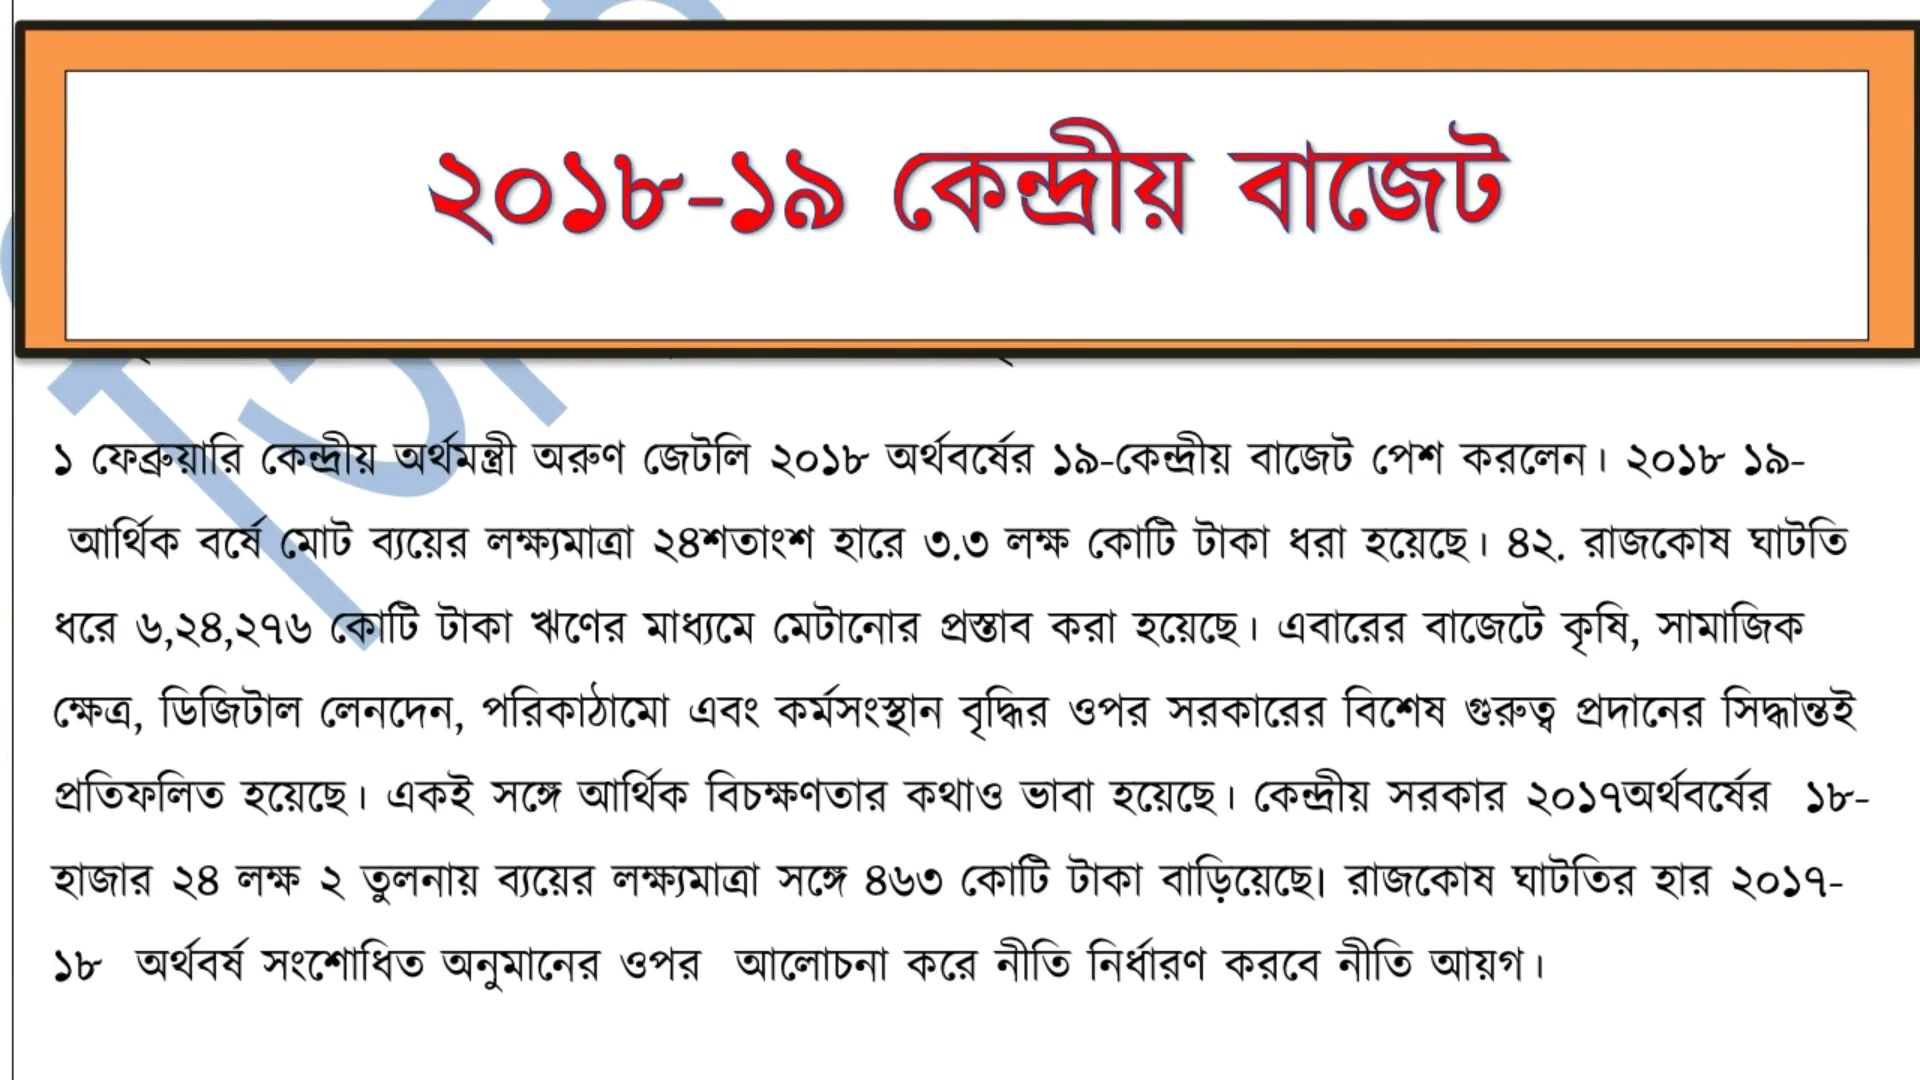 ২০১৮-১৯ কেন্দ্রীয় বাজেট
১ ফেব্রুয়ারি কেন্দ্রীয় অর্থমন্ত্রী অরুণ জেটলি ২০১৮ অর্থবর্ষের ১৯-কেন্দ্রীয় বাজেট পেশ করলেন। ২০১৮ ১৯-
আর্থিক বর্ষে মোট ব্যয়ের লক্ষ্যমাত্রা ২৪শতাংশ হারে ৩.৩ লক্ষ কোটি টাকা ধরা হয়েছে। ৪২. রাজকোষ ঘাটতি
ধরে ৬,২৪,২৭৬ কোটি টাকা ঋণের মাধ্যমে মেটানোর প্রস্তাব করা হয়েছে। এবারের বাজেটে কৃষি, সামাজিক
ক্ষেত্র, ডিজিটাল লেনদেন, পরিকাঠামো এবং কর্মসংস্থান বৃদ্ধির ওপর সরকারের বিশেষ গুরুত্ব প্রদানের সিদ্ধান্তই
প্রতিফলিত হয়েছে। একই সঙ্গে আর্থিক বিচক্ষণতার কথাও ভাবা হয়েছে। কেন্দ্রীয় সরকার ২০১৭অর্থবর্ষের ১৮-
হাজার ২৪ লক্ষ ২ তুলনায় ব্যয়ের লক্ষ্যমাত্রা সঙ্গে ৪৬৩ কোটি টাকা বাড়িয়েছে। রাজকোষ ঘাটতির হার ২০১৭-
১৮ অর্থবর্ষ সংশোধিত অনুমানের ওপর আলোচনা করে নীতি নির্ধারণ করবে নীতি আয়গ।